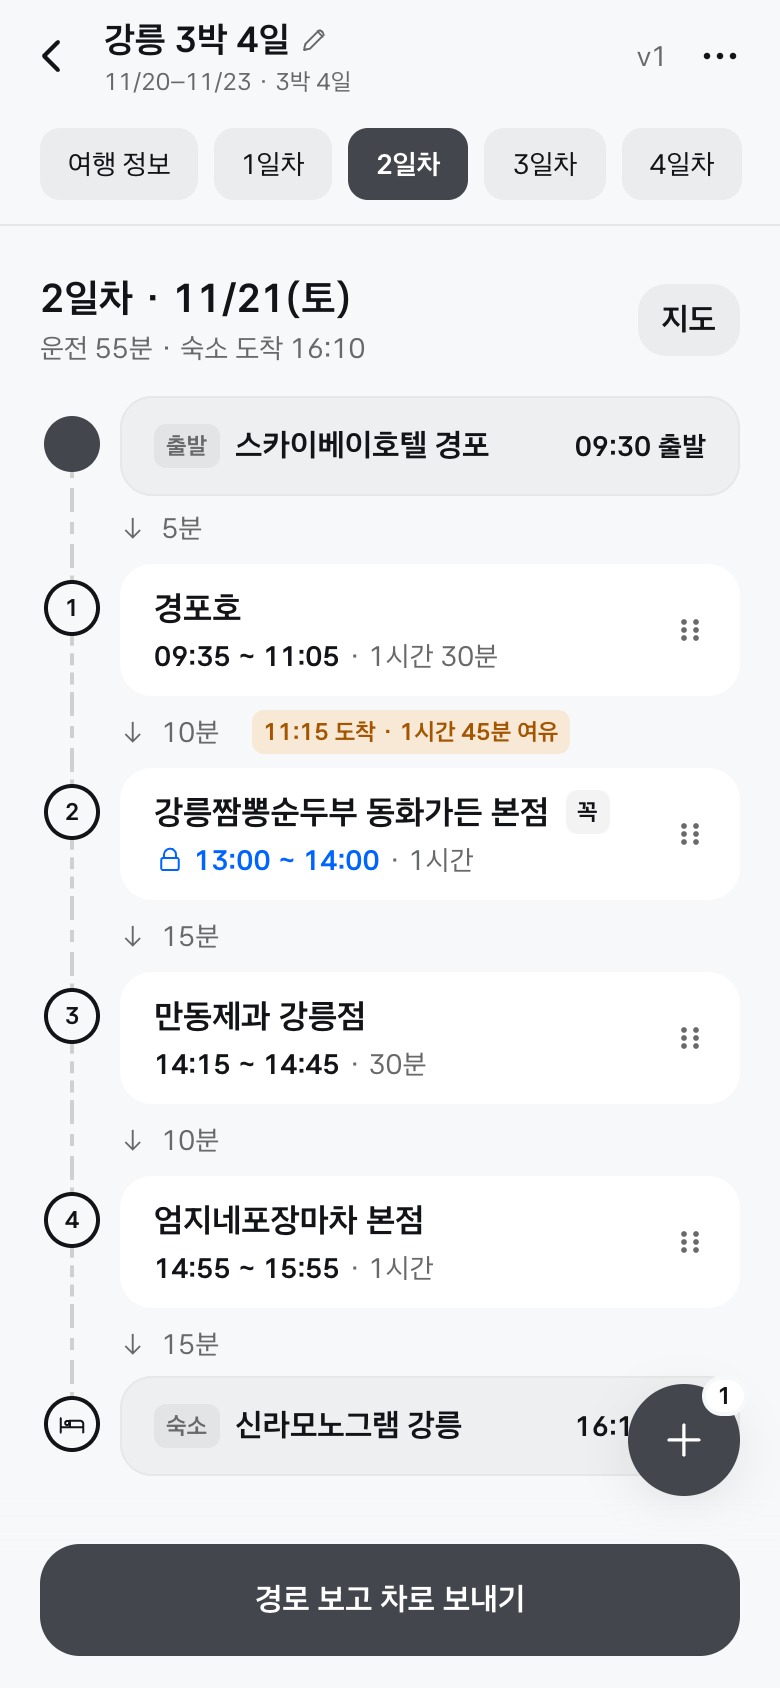 강릉 3박 4일
v1
11/20–11/23 · 3박 4일
여행 정보
1일차
2일차
3일차
4일차
2일차 · 11/21(토)
지도
운전 55분 · 숙소 도착 16:10
출발 스카이베이호텔 경포 09:30 출발
↓ 5분
1
경포호
09:35 ~ 11:05 · 1시간 30분
↓ 10분 11:15 도착 · 1시간 45분 여유
2
강릉짬뽕순두부 동화가든 본점 꼭
13:00 ~ 14:00 · 1시간
↓ 15분
3
만동제과 강릉점
14:15 ~ 14:45 · 30분
↓ 10분
4
엄지네포장마차 본점
14:55 ~ 15:55 · 1시간
↓ 15분
숙소 신라모노그램 강릉 16:1
1
경로 보고 차로 보내기